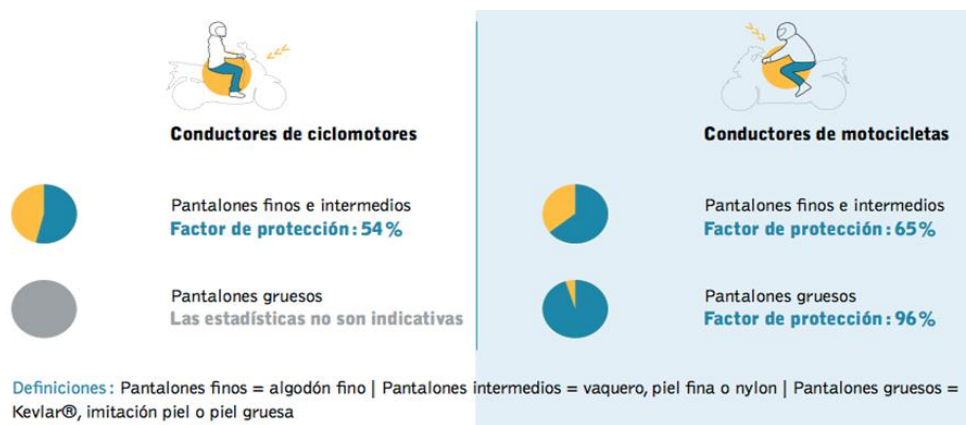 Conductores de ciclomotores
Pantalones finos e intermedios
Factor de protección: 54%
Pantalones gruesos
Las estadísticas no son indicativas
Conductores de motocicletas
Pantalones finos e intermedios
Factor de protección: 65%
Pantalones gruesos
Factor de protección: 96%
Definiciones: Pantalones finos = algodón fino | Pantalones intermedios = vaquero, piel fina o nylon | Pantalones gruesos =
Kevlar®, imitación piel o piel gruesa